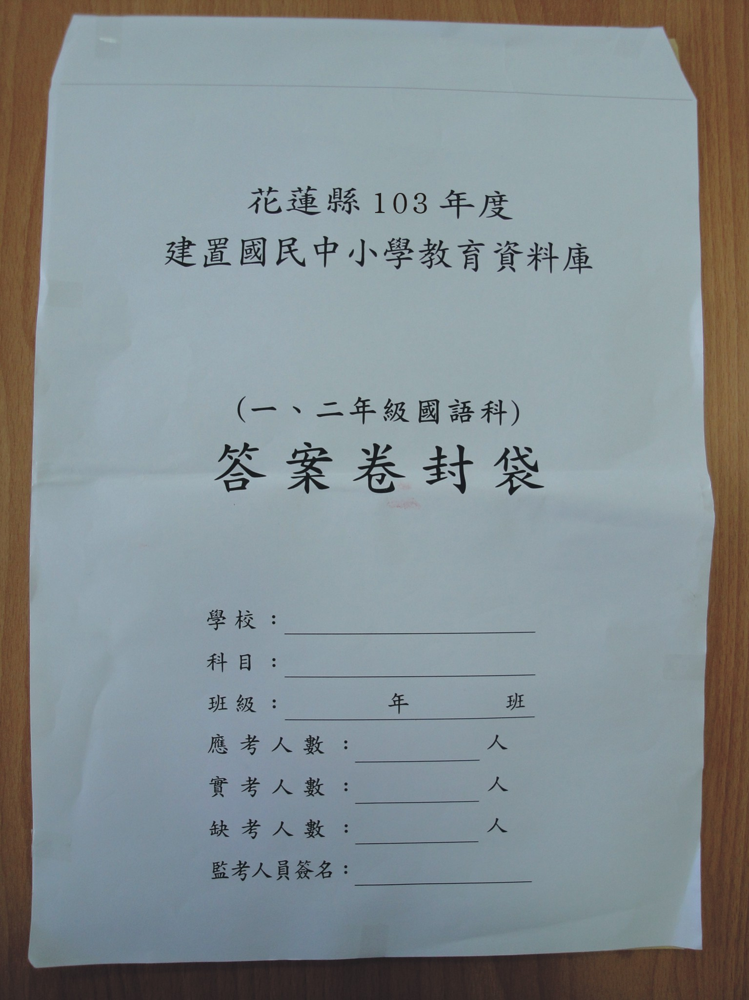 花蓮縣 103 年度
建置國民中小學教育資料庫
(一、二年級國語科)
答案卷封袋
學校：
科目：
班級： 年 班
應考人數： 人
實考人數： 人
缺考人數： 人
監考人員簽名：